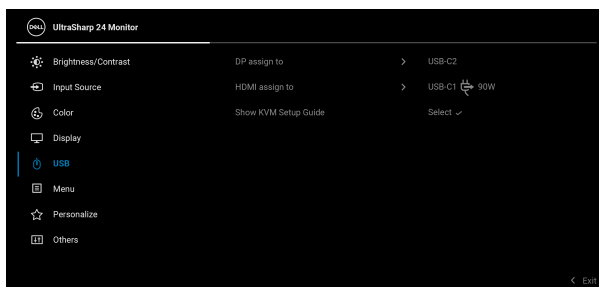 DELL UltraSharp 24 Monitor
Brightness/Contrast DP assign to > USB-C2
Input Source HDMI assign to > USB-C1 90W
Color Show KVM Setup Guide Select ✓
Display
USB
Menu
Personalize
Others
< Exit